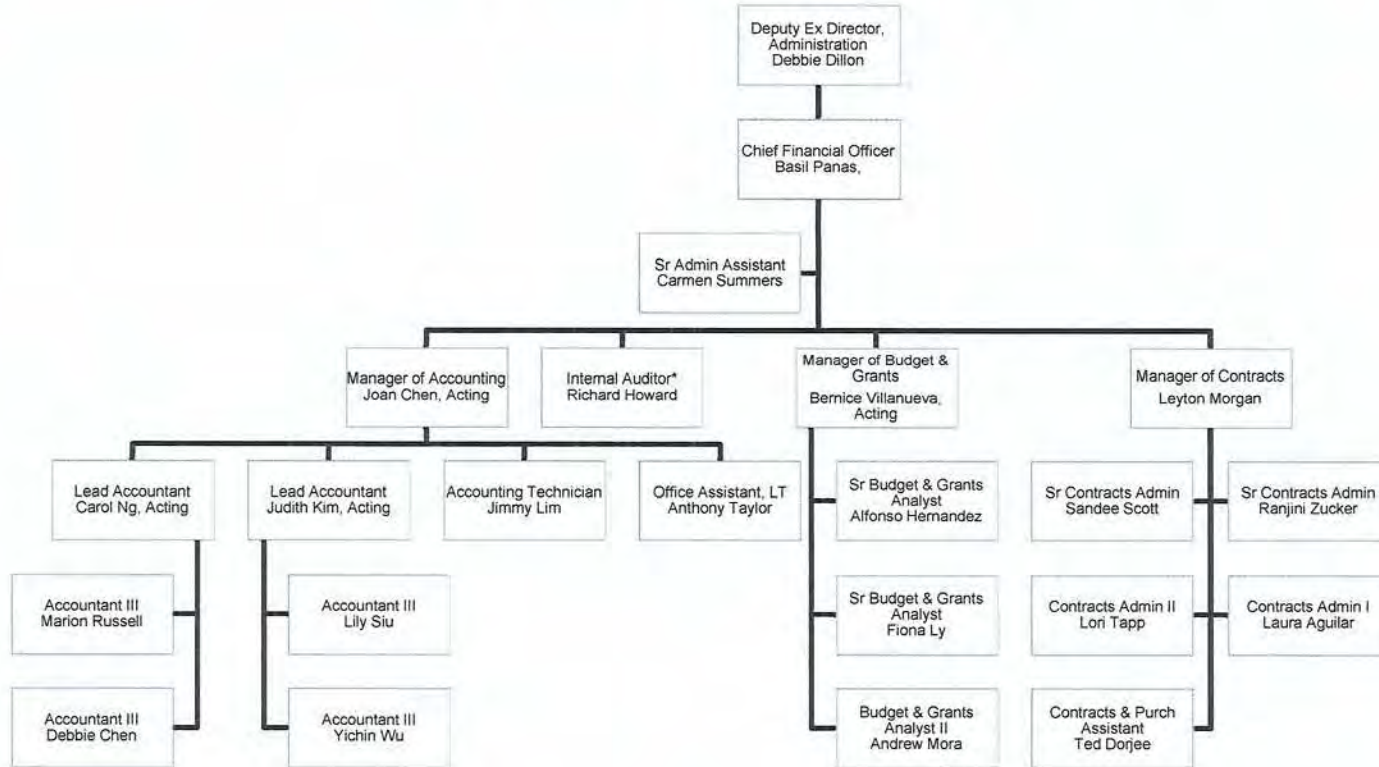 Deputy Ex Director,
Administration
Debbie Dillon
Chief Financial Officer
Basil Panas,
Sr Admin Assistant
Carmen Summers
Manager of Accounting
Joan Chen, Acting
Internal Auditor*
Richard Howard
Manager of Budget &
Grants
Bernice Villanueva,
Acting
Manager of Contracts
Leyton Morgan
Lead Accountant
Carol Ng, Acting
Lead Accountant
Judith Kim, Acting
Accounting Technician
Jimmy Lim
Office Assistant, LT
Anthony Taylor
Sr Budget & Grants
Analyst
Alfonso Hernandez
Sr Contracts Admin
Sandee Scott
Sr Contracts Admin
Ranjini Zucker
Accountant III
Marion Russell
Accountant III
Lily Siu
Sr Budget & Grants
Analyst
Fiona Ly
Contracts Admin II
Lori Tapp
Contracts Admin I
Laura Aguilar
Accountant III
Debbie Chen
Accountant III
Yichin Wu
Budget & Grants
Analyst II
Andrew Mora
Contracts & Purch
Assistant
Ted Dorjee